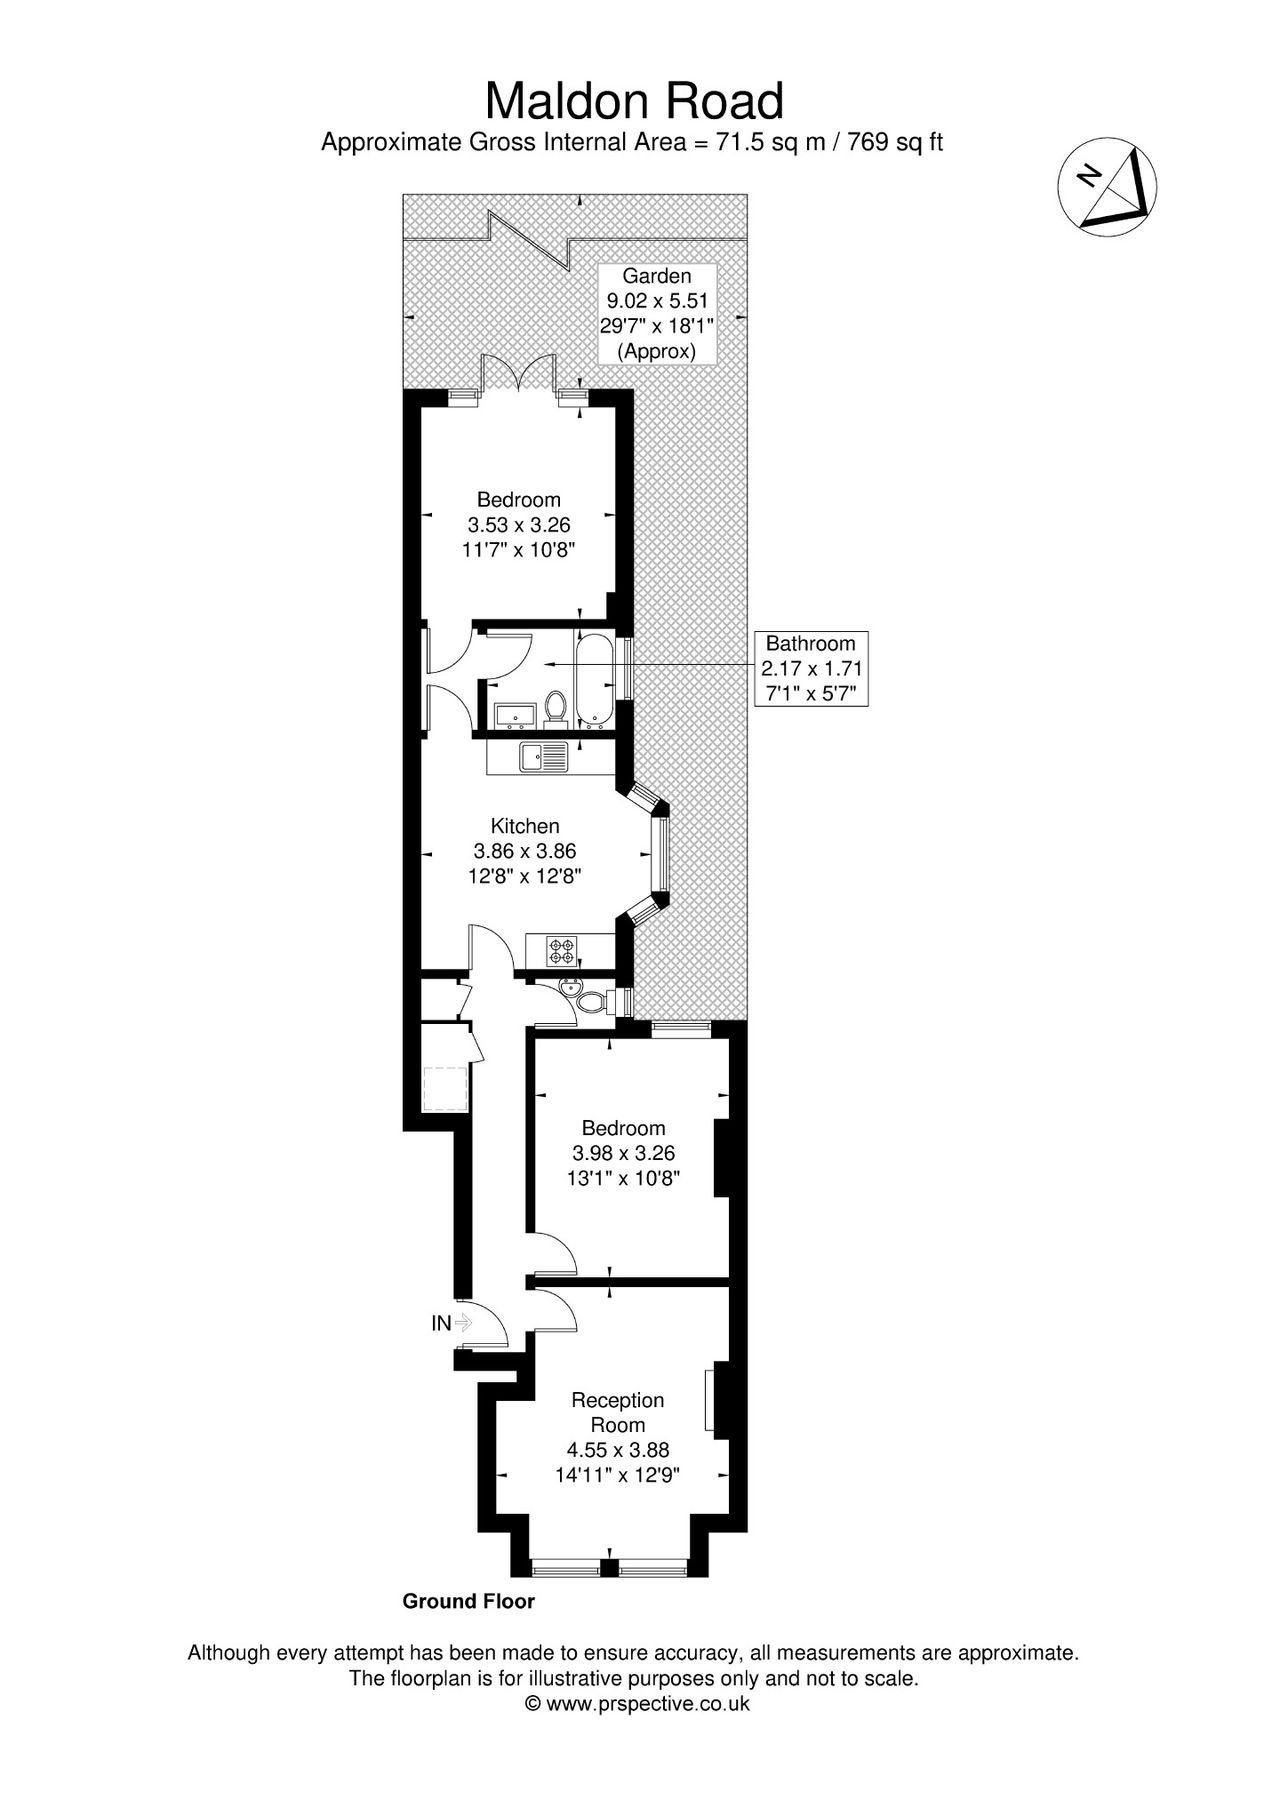 Maldon Road
Approximate Gross Internal Area = 71.5 sq m / 769 sq ft
N
Garden
9.02 x 5.51
29'7" x 18'1"
(Approx)
Bedroom
3.53 x 3.26
11'7" x 10'8"
Bathroom
2.17 x 1.71
7'1" x 5'7"
Kitchen
3.86 x 3.86
12'8" x 12'8"
Bedroom
3.98 x 3.26
13'1" x 10'8"
IN
Reception
Room
4.55 x 3.88
14'11" x 12'9"
Ground Floor
Although every attempt has been made to ensure accuracy, all measurements are approximate.
The floorplan is for illustrative purposes only and not to scale.
© www.prspective.co.uk